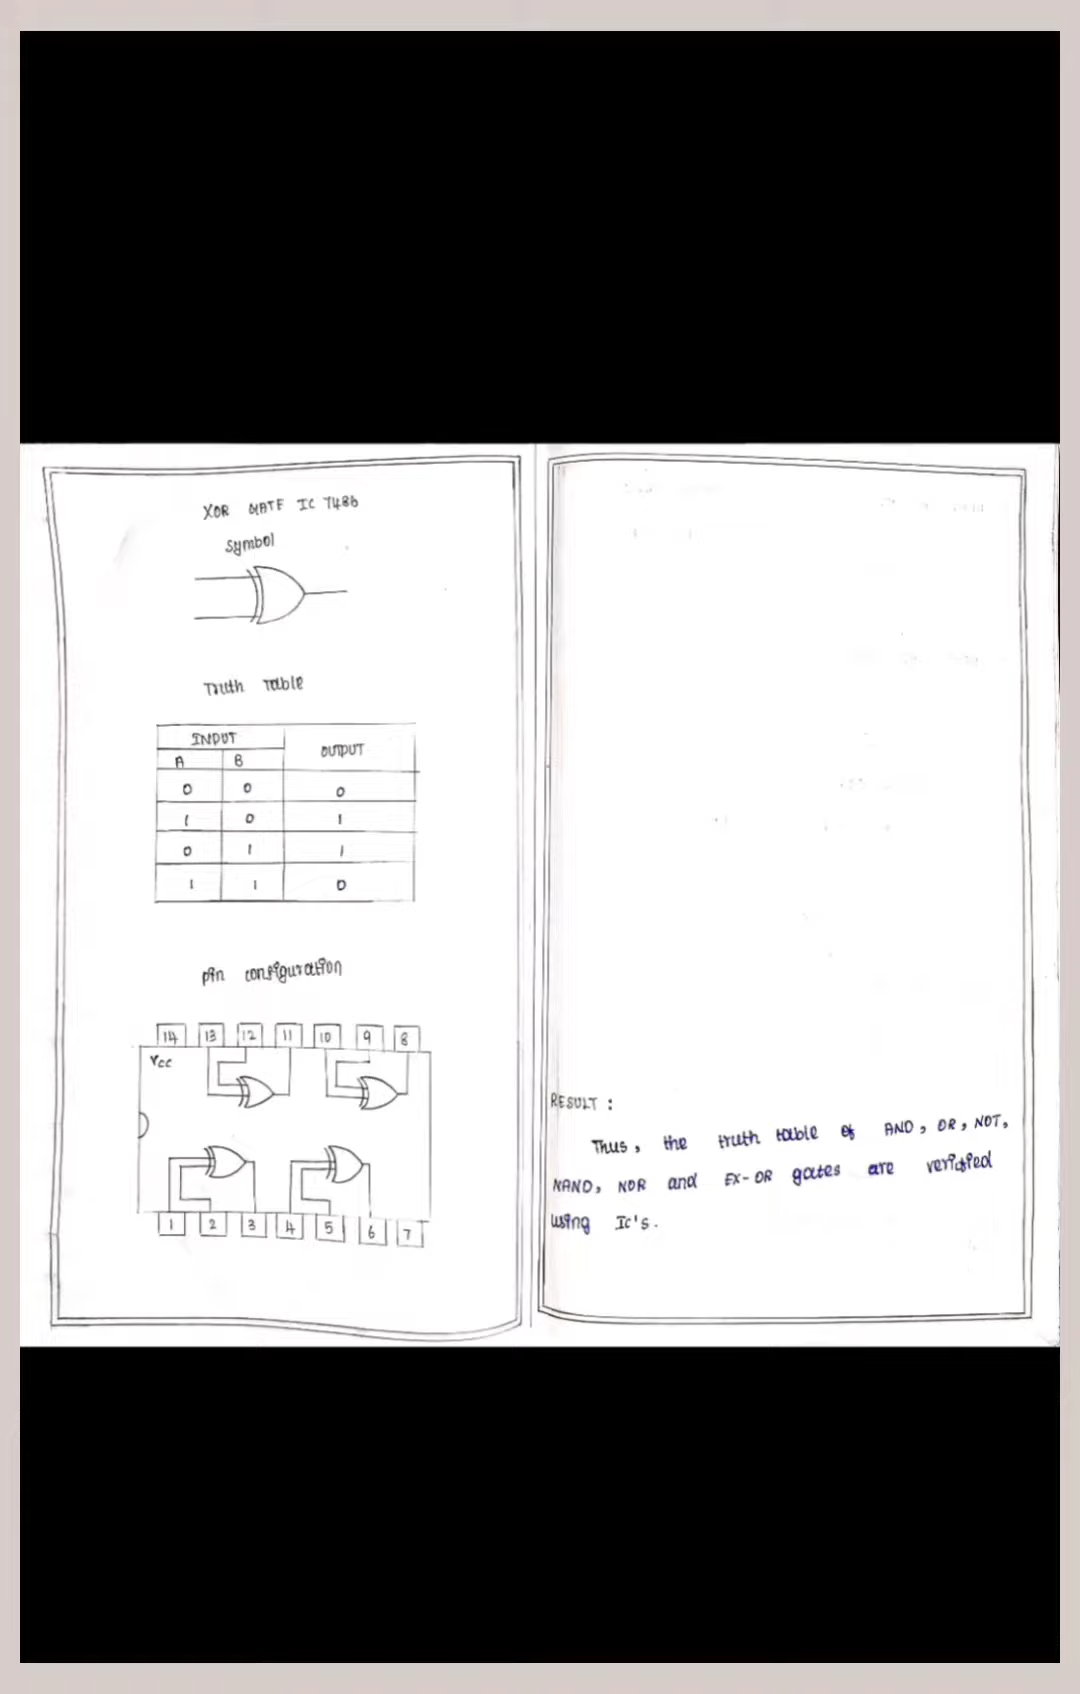 XOR GATE IC 7486
Symbol
Truth Table
INPUT
OUTPUT
A B
0 0 0
1 0 1
0 1 1
1 1 0
pin configuration
14 13 12 11 10 9 8
Vcc
1 2 3 4 5 6 7
RESULT :
Thus, the truth table of AND, OR, NOT,
NAND, NOR and EX-OR gates are verified
using Ic's.